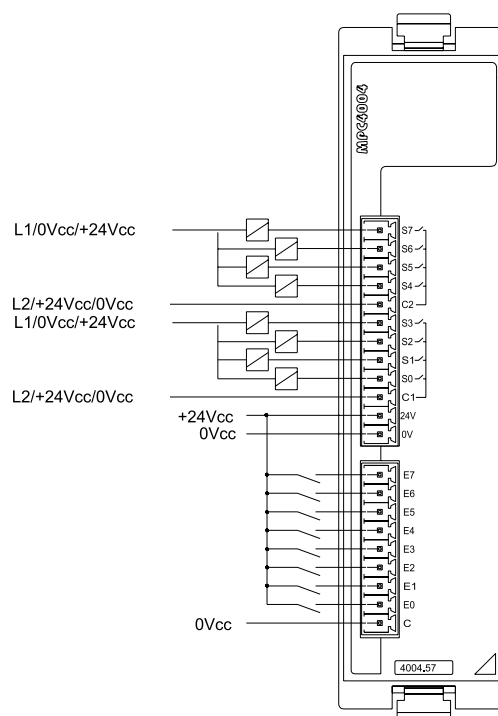 MPC4004
L1/0Vcc/+24Vcc S7
S6
S5
S4
L2/+24Vcc/0Vcc C2
L1/0Vcc/+24Vcc S3
S2
S1
S0
L2/+24Vcc/0Vcc C1
+24Vcc 24V
0Vcc 0V
E7
E6
E5
E4
E3
E2
E1
E0
0Vcc C
4004.57